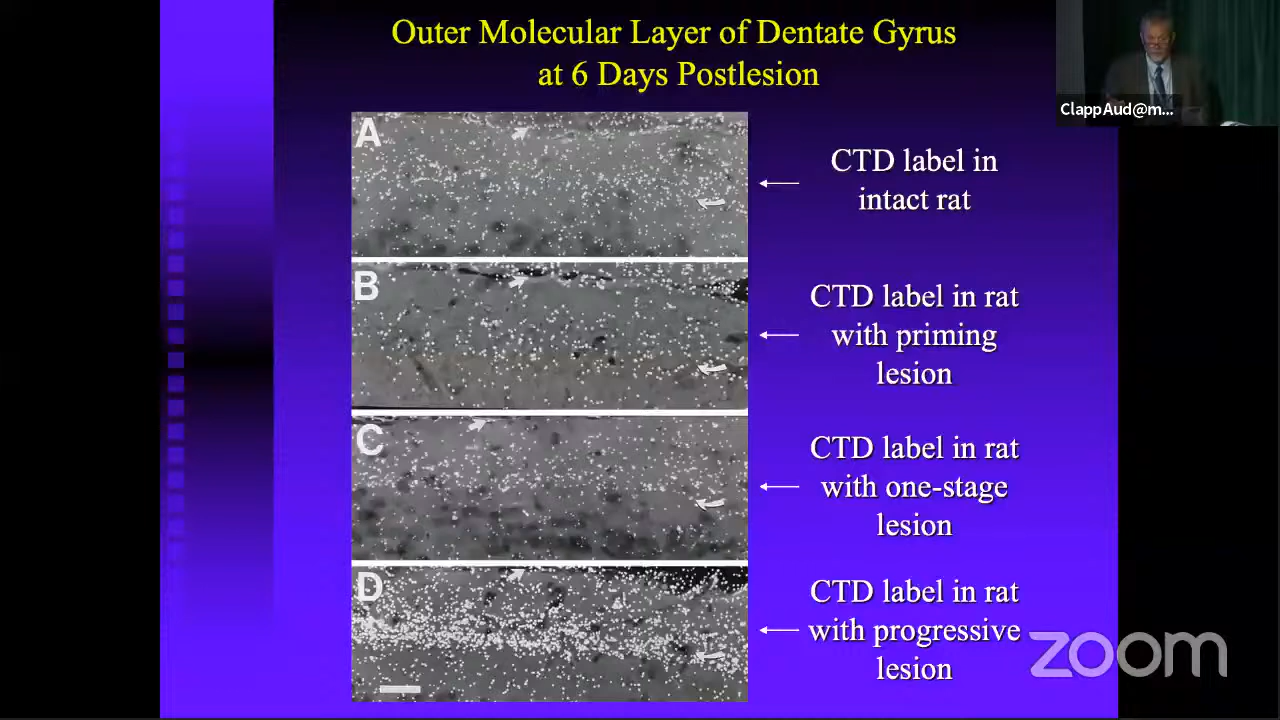 Outer Molecular Layer of Dentate Gyrus
at 6 Days Postlesion
ClappAud@m...
A
CTD label in
intact rat
B
CTD label in rat
with priming
lesion
C
CTD label in rat
with one-stage
lesion
D
CTD label in rat
with progressive
lesion
zoom